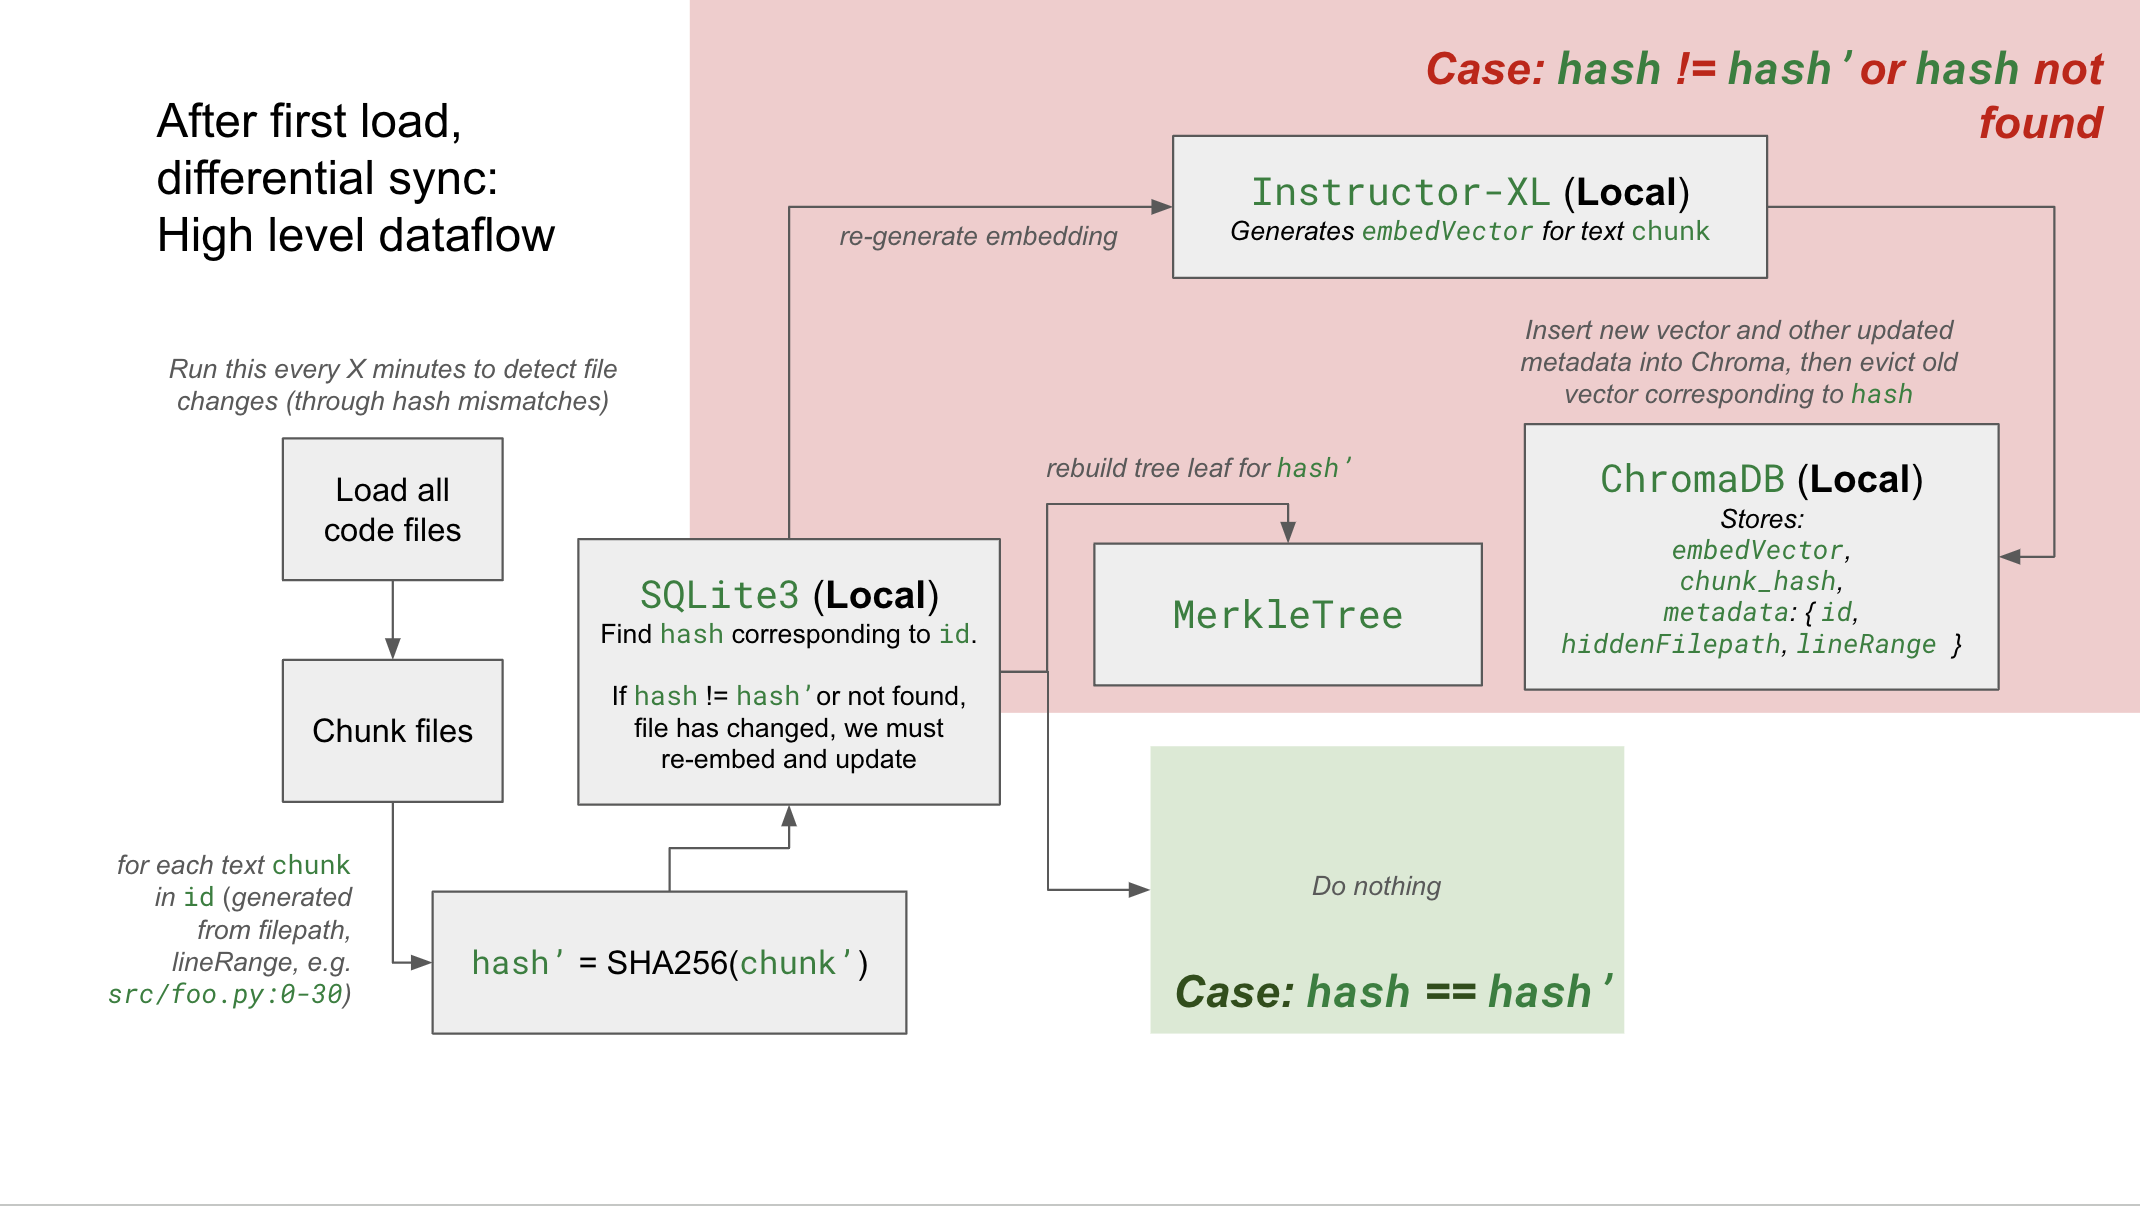 After first load,
differential sync:
High level dataflow
Case: hash != hash’ or hash not
found
Instructor-XL (Local)
Generates embedVector for text chunk
re-generate embedding
Run this every X minutes to detect file
changes (through hash mismatches)
Insert new vector and other updated
metadata into Chroma, then evict old
vector corresponding to hash
Load all
code files
rebuild tree leaf for hash’
ChromaDB (Local)
Stores:
embedVector,
chunk_hash,
metadata: { id,
hiddenFilepath, lineRange }
SQLite3 (Local)
Find hash corresponding to id.
If hash != hash’ or not found,
file has changed, we must
re-embed and update
MerkleTree
Chunk files
for each text chunk
in id (generated
from filepath,
lineRange, e.g.
src/foo.py:0-30)
hash’ = SHA256(chunk’)
Do nothing
Case: hash == hash’